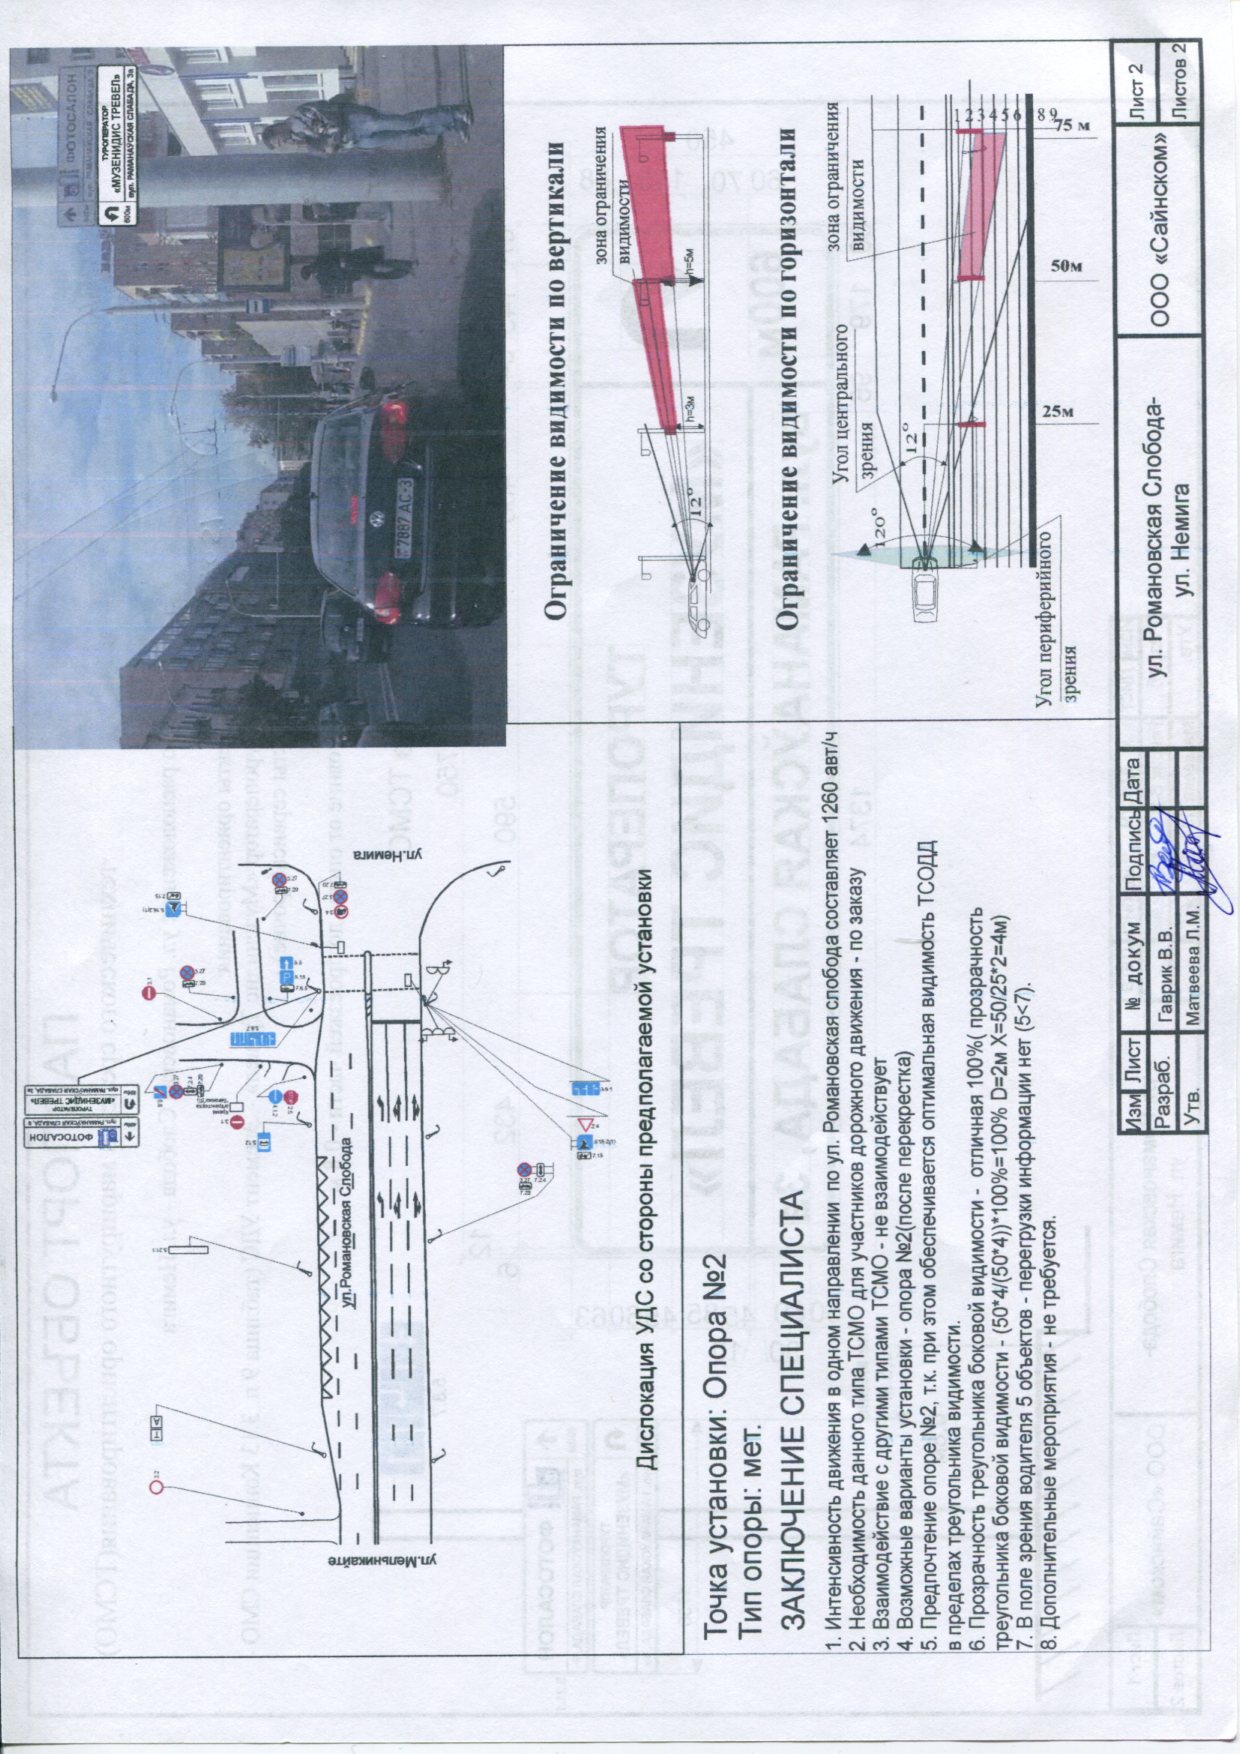 ул.Немига
ул.Романовская Слобода
ул.Мельникайте
ФОТОСАЛОН
ТУРОПЕРАТОР
«МУЗЕНИДИС ТРЕВЕЛ»
Дислокация УДС со стороны предполагаемой установки
ФОТОСАЛОН
ТУРОПЕРАТОР
«МУЗЕНИДИС ТРЕВЕЛ»
600м вул. РАМАНАЎСКАЯ СЛАБАДА, 3а
7887 АС-3
Точка установки: Опора №2
Тип опоры: мет.
ЗАКЛЮЧЕНИЕ СПЕЦИАЛИСТА
1. Интенсивность движения в одном направлении по ул. Романовская слобода составляет 1260 авт/ч
2. Необходимость данного типа ТСМО для участников дорожного движения - по заказу
3. Взаимодействие с другими типами ТСМО - не взаимодействует
4. Возможные варианты установки - опора №2(после перекрестка)
5. Предпочтение опоре №2, т.к. при этом обеспечивается оптимальная видимость ТСОДД
в пределах треугольника видимости.
6. Прозрачность треугольника боковой видимости - отличная 100%( прозрачность
треугольника боковой видимости - (50*4/(50*4))*100%=100% D=2м X=50/25*2=4м)
7. В поле зрения водителя 5 объектов - перегрузки информации нет (5<7).
8. Дополнительные мероприятия - не требуется.
Ограничение видимости по вертикали
зона ограничения
видимости
h=3м
h=5м
12°
Ограничение видимости по горизонтали
Угол центрального
зрения
зона ограничения
видимости
120°
12°
1 2 3 4 5 6 8 9
25м
50м
75 м
Угол периферийного
зрения
Изм Лист № докум Подпись Дата
Разраб. Гаврик В.В.
Утв. Матвеева Л.М.
ул. Романовская Слобода-
ул. Немига
ООО «Сайнском»
Лист 2
Листов 2